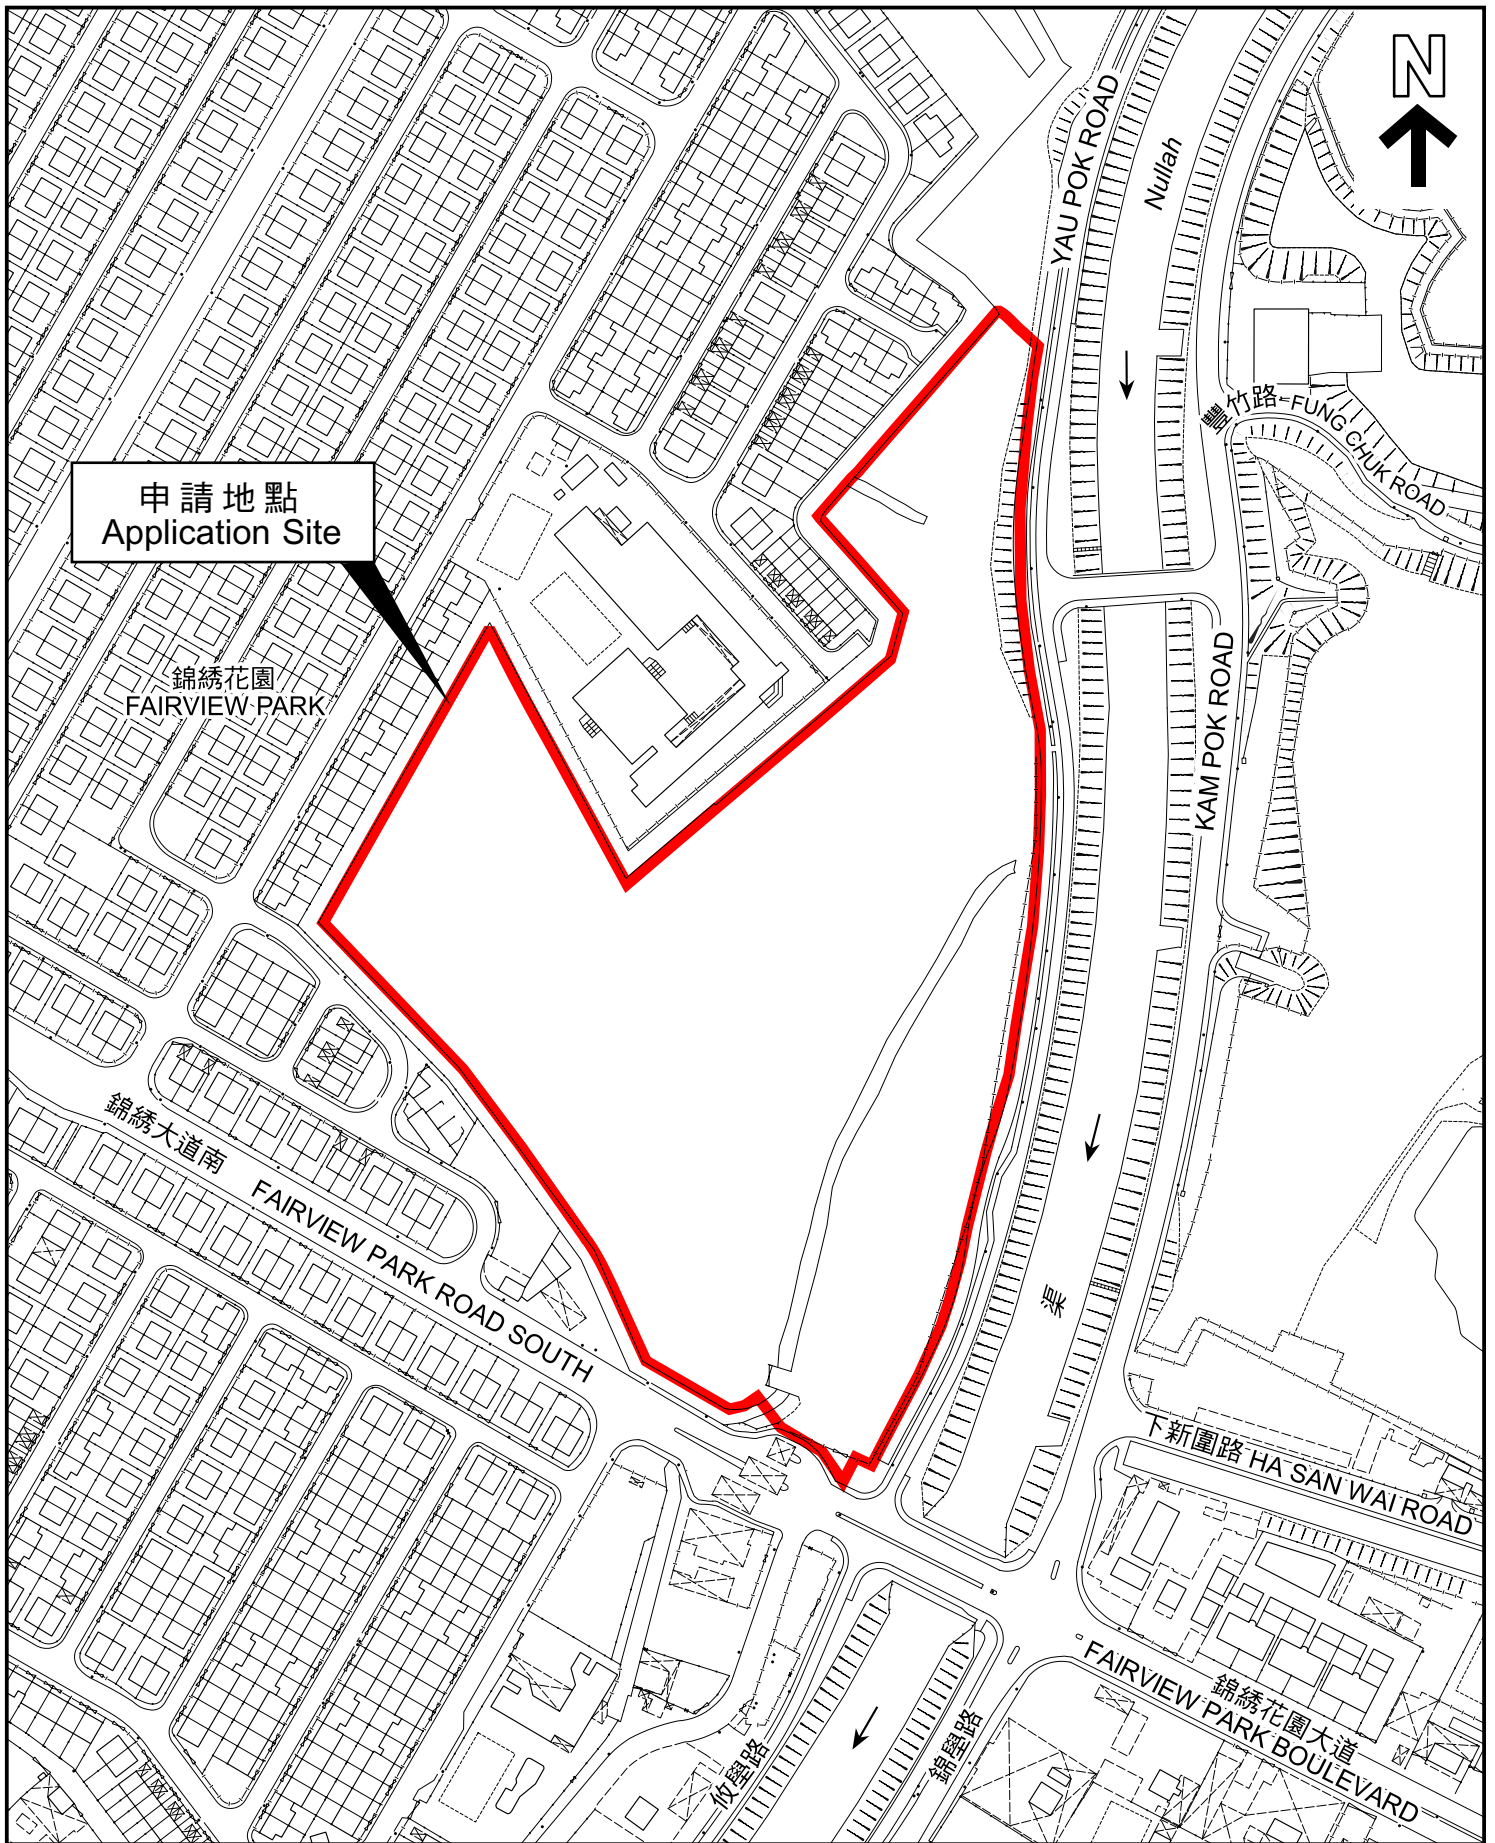 N
YAU POK ROAD
Nullah
豐竹路
FUNG CHUK ROAD
申請地點
Application Site
錦綉花園
FAIRVIEW PARK
KAM POK ROAD
錦綉大道南
FAIRVIEW PARK ROAD SOUTH
渠
下新圍路 HA SAN WAI ROAD
錦綉花園大道
FAIRVIEW PARK BOULEVARD
攸壆路
錦壆路